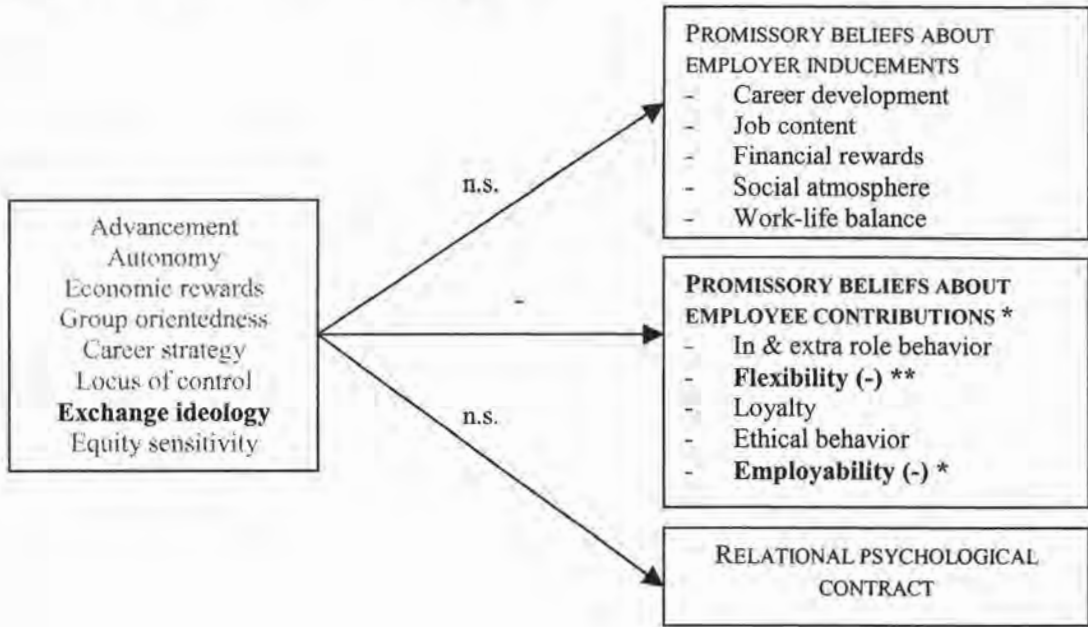 Advancement
Autonomy
Economic rewards
Group orientedness
Career strategy
Locus of control
Exchange ideology
Equity sensitivity
n.s.
-
n.s.
PROMISSORY BELIEFS ABOUT
EMPLOYER INDUCEMENTS
- Career development
- Job content
- Financial rewards
- Social atmosphere
- Work-life balance
PROMISSORY BELIEFS ABOUT
EMPLOYEE CONTRIBUTIONS *
- In & extra role behavior
- Flexibility (-) **
- Loyalty
- Ethical behavior
- Employability (-) *
RELATIONAL PSYCHOLOGICAL
CONTRACT